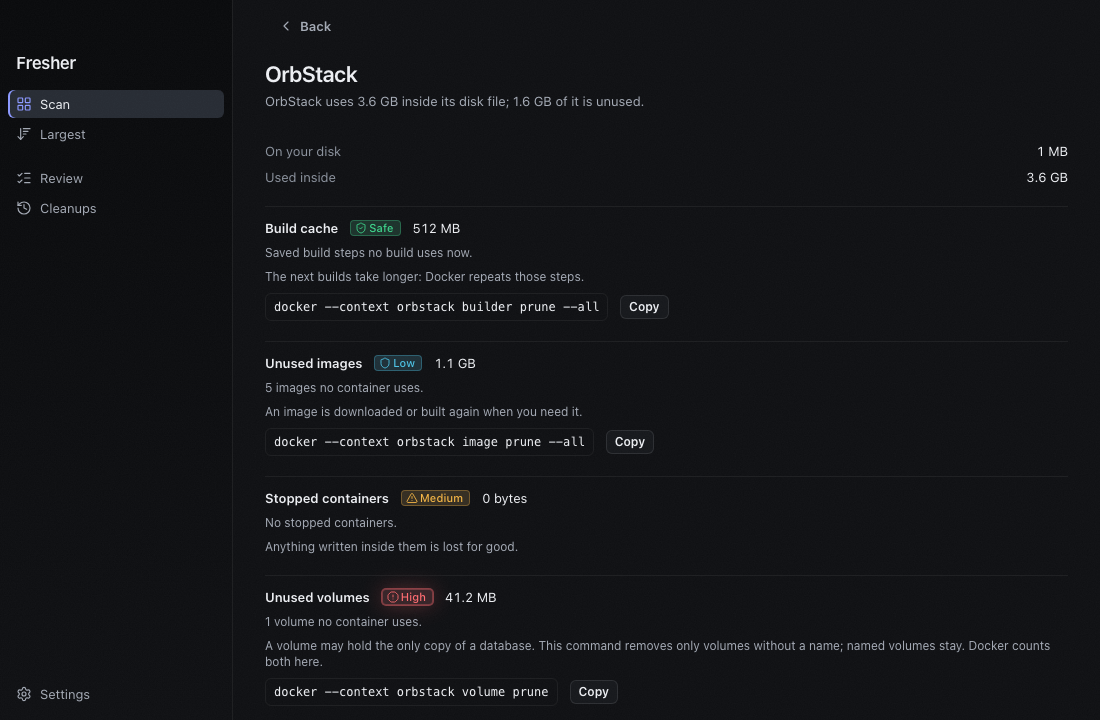 Back
Fresher
OrbStack
Scan
OrbStack uses 3.6 GB inside its disk file; 1.6 GB of it is unused.
Largest
On your disk 1 MB
Review
Used inside 3.6 GB
Cleanups
Build cache Safe 512 MB
Saved build steps no build uses now.
The next builds take longer: Docker repeats those steps.
docker --context orbstack builder prune --all Copy
Unused images Low 1.1 GB
5 images no container uses.
An image is downloaded or built again when you need it.
docker --context orbstack image prune --all Copy
Stopped containers Medium 0 bytes
No stopped containers.
Anything written inside them is lost for good.
Unused volumes High 41.2 MB
1 volume no container uses.
A volume may hold the only copy of a database. This command removes only volumes without a name; named volumes stay. Docker counts
both here.
docker --context orbstack volume prune Copy
Settings